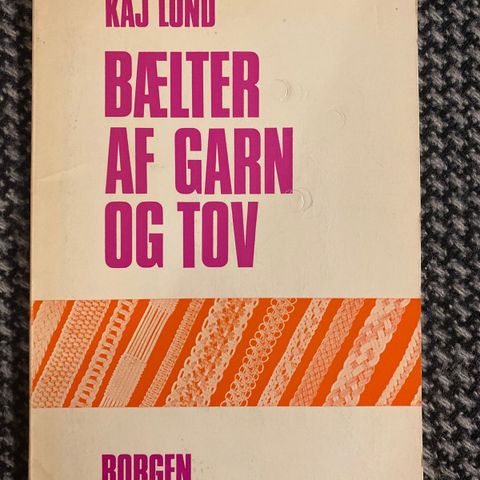 KAJ LUND
BÆLTER
AF GARN
OG TOV
BORGEN